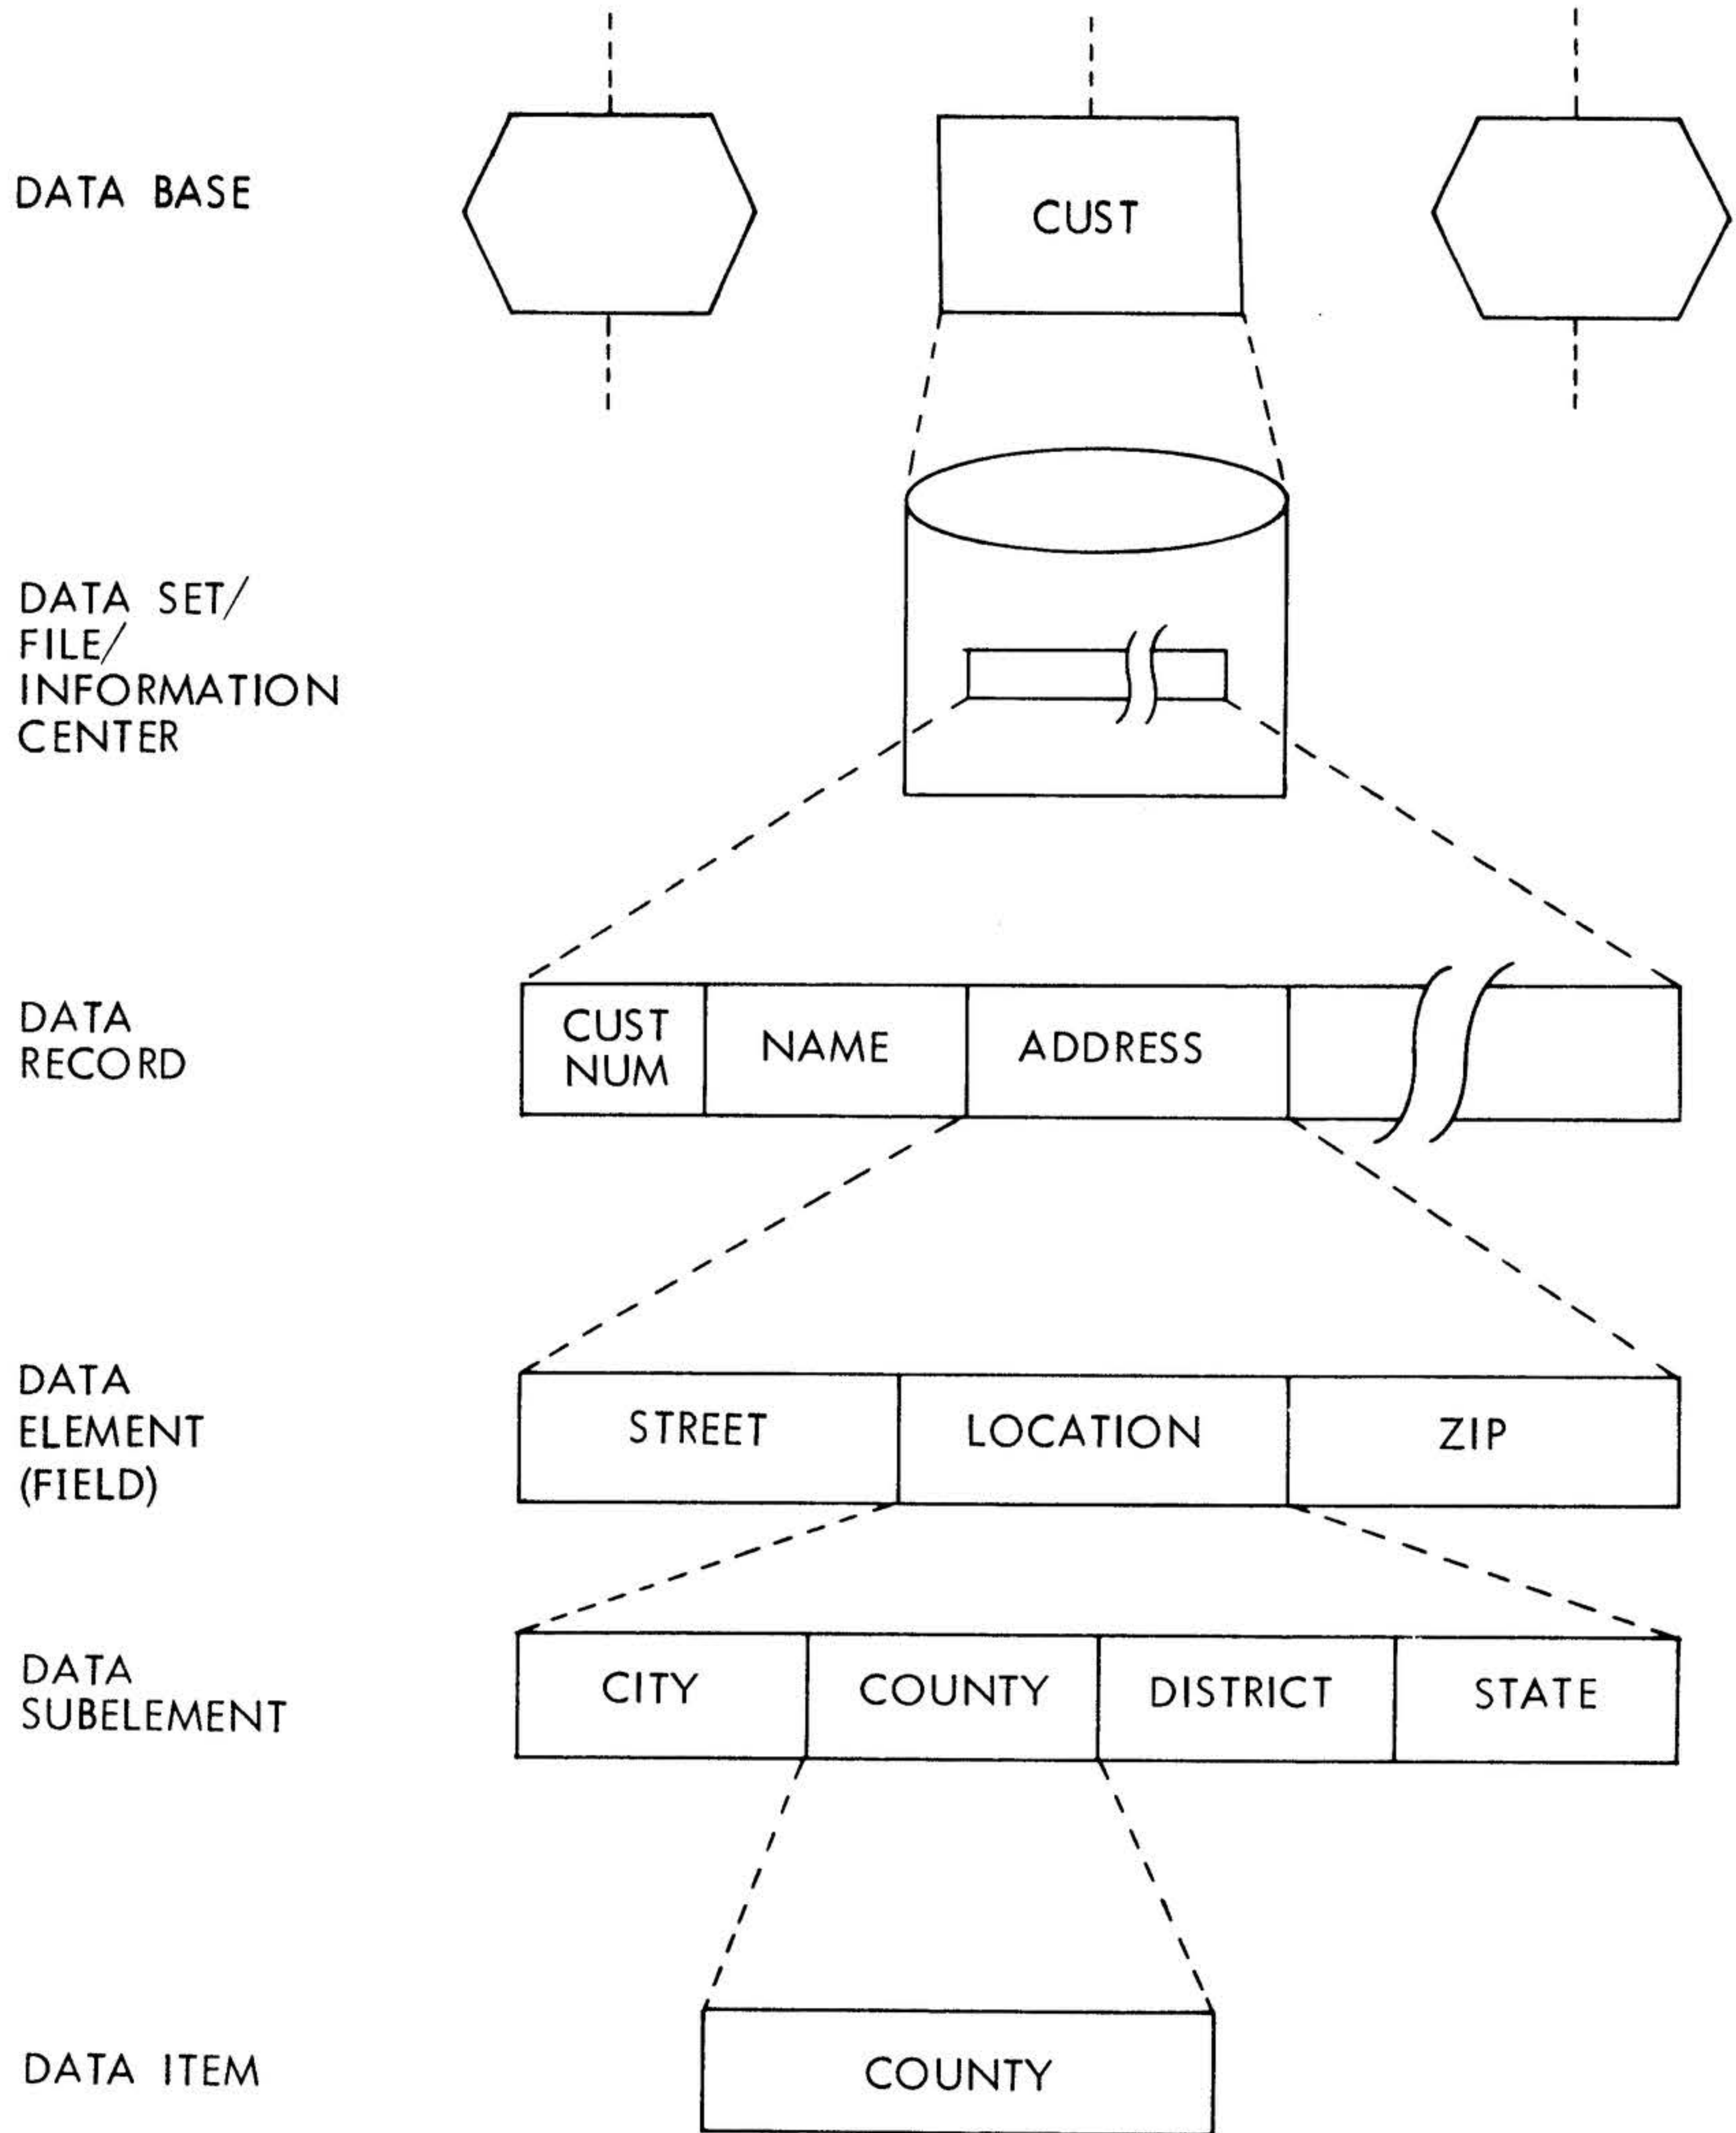 DATA BASE
CUST
DATA SET/
FILE/
INFORMATION
CENTER
DATA
RECORD
CUST
NUM
NAME
ADDRESS
DATA
ELEMENT
(FIELD)
STREET
LOCATION
ZIP
DATA
SUBELEMENT
CITY
COUNTY
DISTRICT
STATE
DATA ITEM
COUNTY